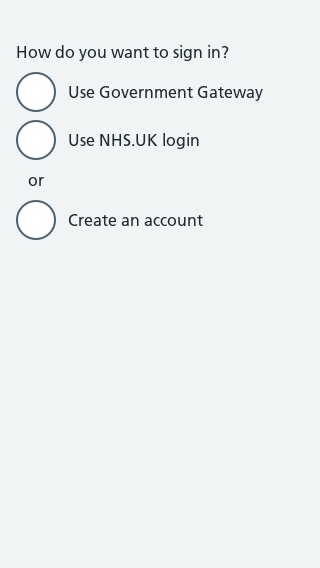 How do you want to sign in?
Use Government Gateway
Use NHS.UK login
or
Create an account